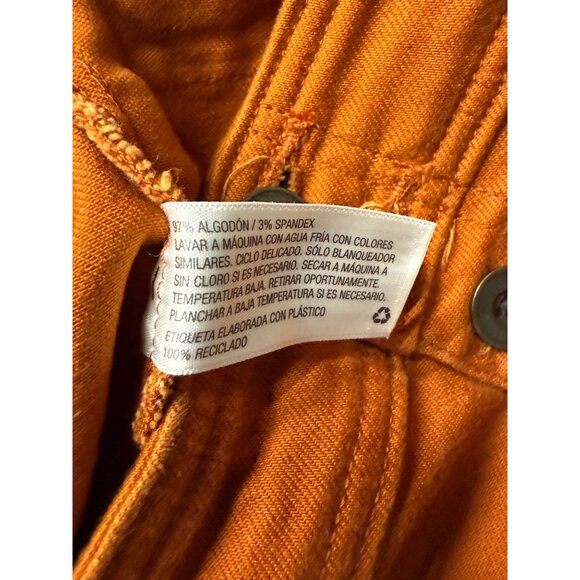 97% ALGODÓN / 3% SPANDEX
LAVAR A MÁQUINA CON AGUA FRÍA CON COLORES
SIMILARES. CICLO DELICADO. SÓLO BLANQUEADOR
SIN CLORO SI ES NECESARIO. SECAR A MÁQUINA A
TEMPERATURA BAJA. RETIRAR OPORTUNAMENTE.
PLANCHAR A BAJA TEMPERATURA SI ES NECESARIO.
ETIQUETA ELABORADA CON PLÁSTICO
100% RECICLADO